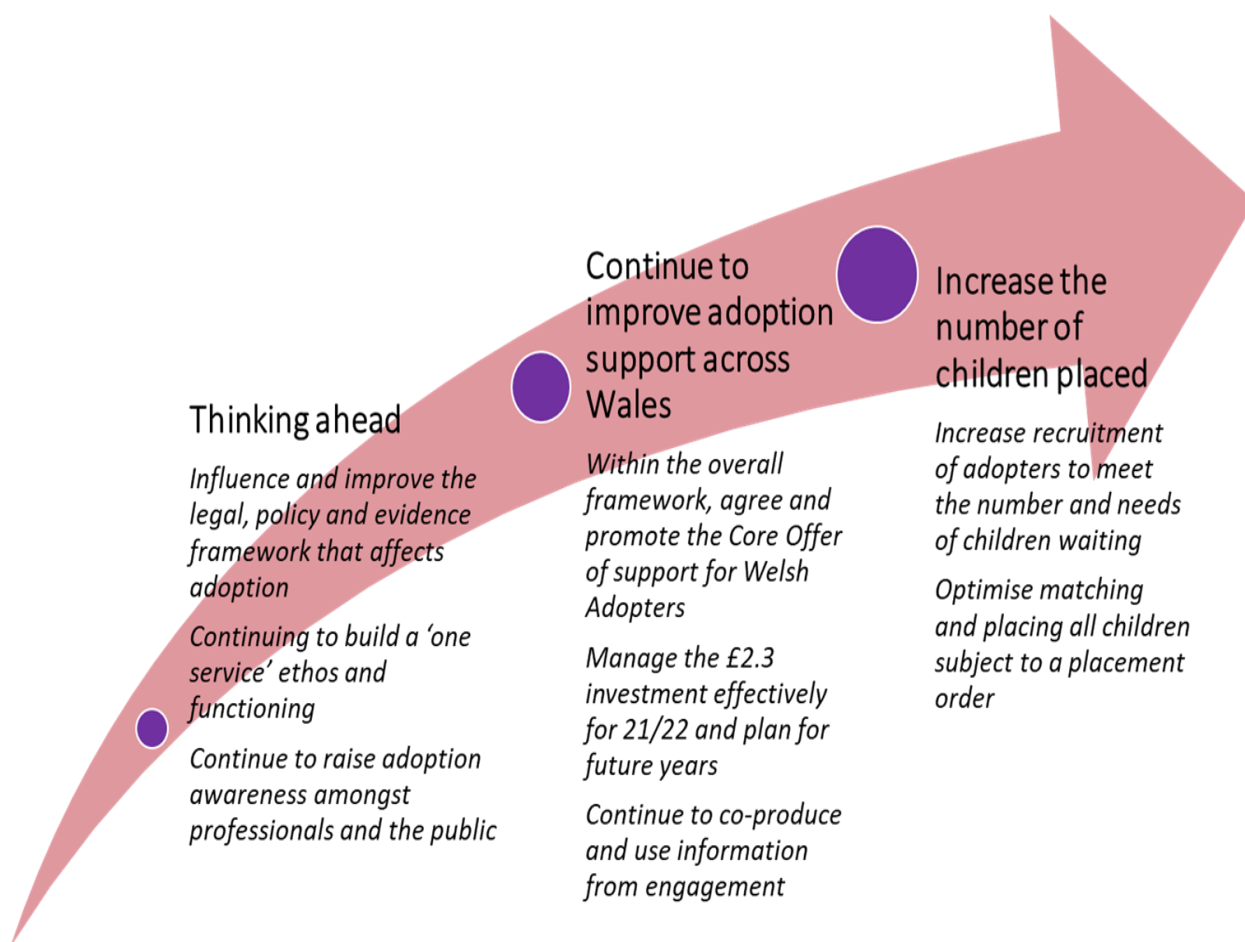 Thinking ahead
Influence and improve the
legal, policy and evidence
framework that affects
adoption
Continuing to build a ‘one
service’ ethos and
functioning
Continue to raise adoption
awareness amongst
professionals and the public
Continue to
improve adoption
support across
Wales
Within the overall
framework, agree and
promote the Core Offer
of support for Welsh
Adopters
Manage the £2.3
investment effectively
for 21/22 and plan for
future years
Continue to co-produce
and use information
from engagement
Increase the
number of
children placed
Increase recruitment
of adopters to meet
the number and needs
of children waiting
Optimise matching
and placing all children
subject to a placement
order